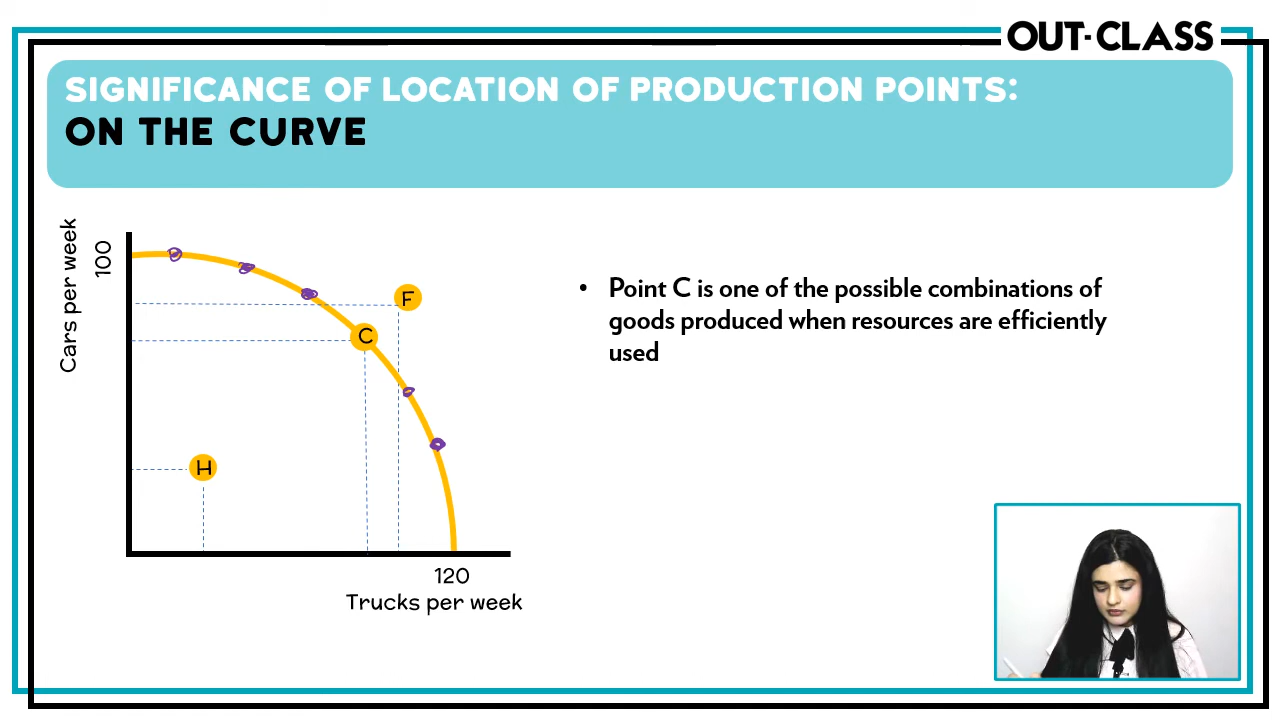 OUT-CLASS
SIGNIFICANCE OF LOCATION OF PRODUCTION POINTS:
ON THE CURVE
Cars per week
100
F
C
H
120
Trucks per week
• Point C is one of the possible combinations of
goods produced when resources are efficiently
used